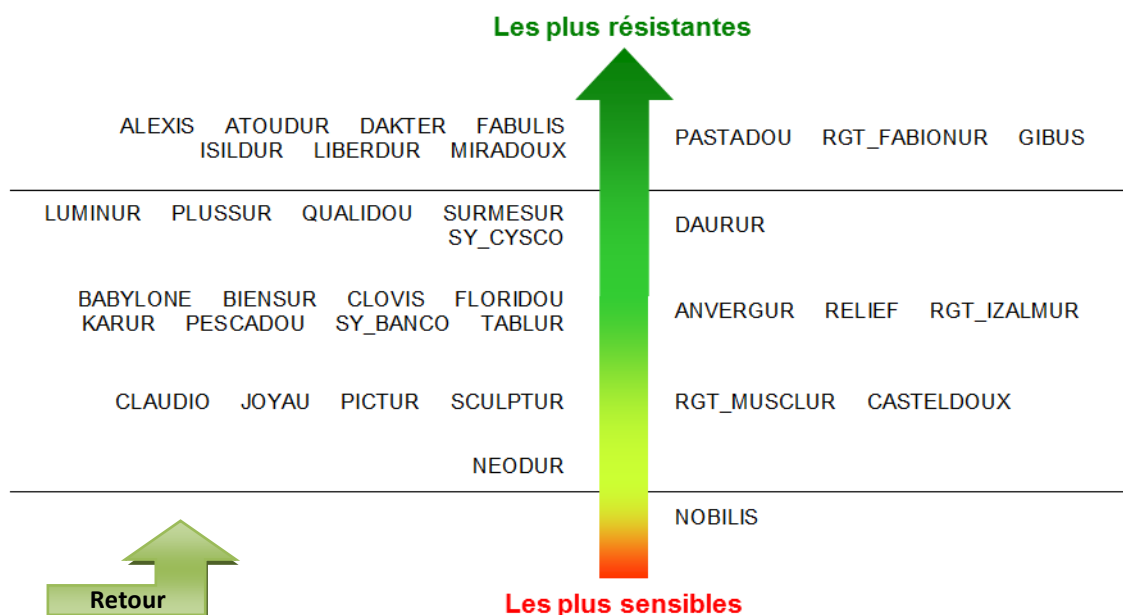 Les plus résistantes
ALEXIS ATOUDUR DAKTER FABULIS
ISILDUR LIBERDUR MIRADOUX
PASTADOU RGT_FABIONUR GIBUS
LUMINUR PLUSSUR QUALIDOU SURMESUR
SY_CYSCO
DAURUR
BABYLONE BIENSUR CLOVIS FLORIDOU
KARUR PESCADOU SY_BANCO TABLUR
ANVERGUR RELIEF RGT_IZALMUR
CLAUDIO JOYAU PICTUR SCULPTUR
RGT_MUSCLUR CASTELDOUX
NEODUR
NOBILIS
Retour
Les plus sensibles